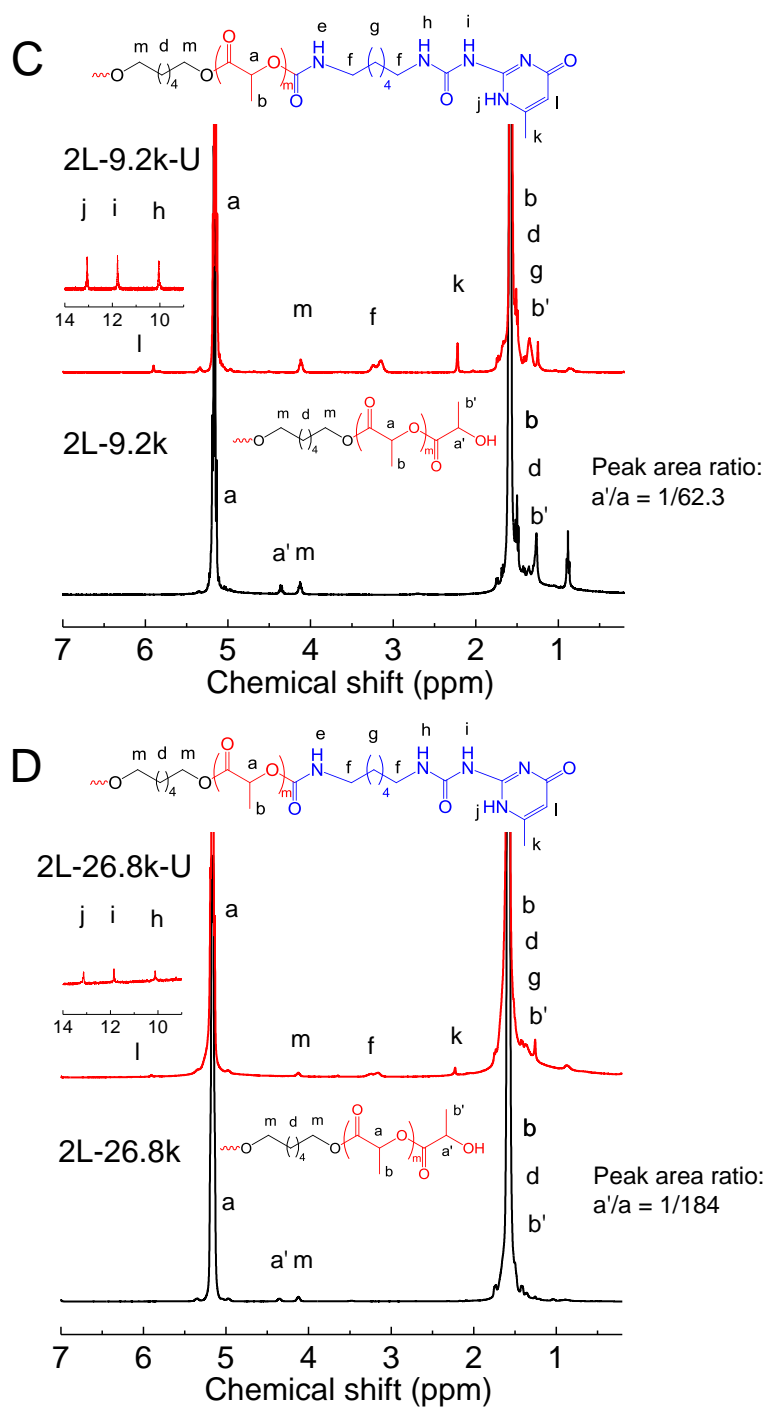 C
e g h i
m d m O a H f f H H N O
O 4 O O m N 4 N N
b O O HN l
j
k
2L-9.2k-U
j i h
a b
d
g
b'
14 12 10
l m f k
2L-9.2k
m d m O a b'
O 4 O O m a' OH
b O
b
d
b'
Peak area ratio:
a'/a = 1/62.3
a
a' m
7 6 5 4 3 2 1
Chemical shift (ppm)
D
e g h i
m d m O a H f f H H N O
O 4 O O m N 4 N N
b O O HN l
j
k
2L-26.8k-U
j i h
a b
d
g
b'
14 12 10
l m f k
2L-26.8k
m d m O a b'
O 4 O O m a' OH
b O
b
d
b'
Peak area ratio:
a'/a = 1/184
a
a' m
7 6 5 4 3 2 1
Chemical shift (ppm)